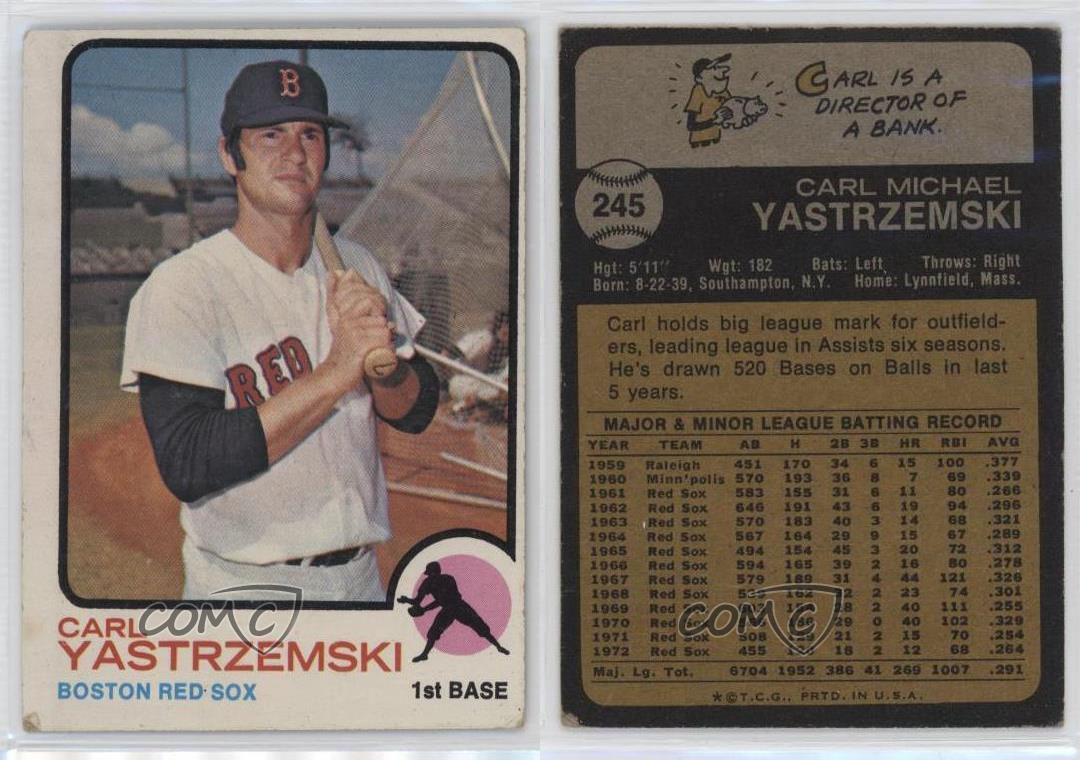 B
RED
CARL
YASTRZEMSKI
BOSTON RED SOX
1st BASE
COMC
CARL IS A
DIRECTOR OF
A BANK.
245
CARL MICHAEL
YASTRZEMSKI
Hgt: 5'11" Wgt: 182 Bats: Left Throws: Right
Born: 8-22-39, Southampton, N.Y. Home: Lynnfield, Mass.
Carl holds big league mark for outfield-
ers, leading league in Assists six seasons.
He's drawn 520 Bases on Balls in last
5 years.
MAJOR & MINOR LEAGUE BATTING RECORD
YEAR TEAM AB H 2B 3B HR RBI AVG
1959 Raleigh 451 170 34 6 15 100 .377
1960 Minn'polis 570 193 36 8 7 69 .339
1961 Red Sox 583 155 31 6 11 80 .266
1962 Red Sox 646 191 43 6 19 94 .296
1963 Red Sox 570 183 40 3 14 68 .321
1964 Red Sox 567 164 29 9 15 67 .289
1965 Red Sox 494 154 45 3 20 72 .312
1966 Red Sox 594 165 39 2 16 80 .278
1967 Red Sox 579 189 31 4 44 121 .326
1968 Red Sox 162 2 23 74 .301
1969 Red Sox 28 2 40 111 .255
1970 Red Sox 29 0 40 102 .329
1971 Red Sox 508 21 2 15 70 .254
1972 Red Sox 455 18 2 12 68 .264
Maj. Lg. Tot. 6704 1952 386 41 269 1007 .291
COMC
*©T.C.G., PRTD. IN U.S.A.